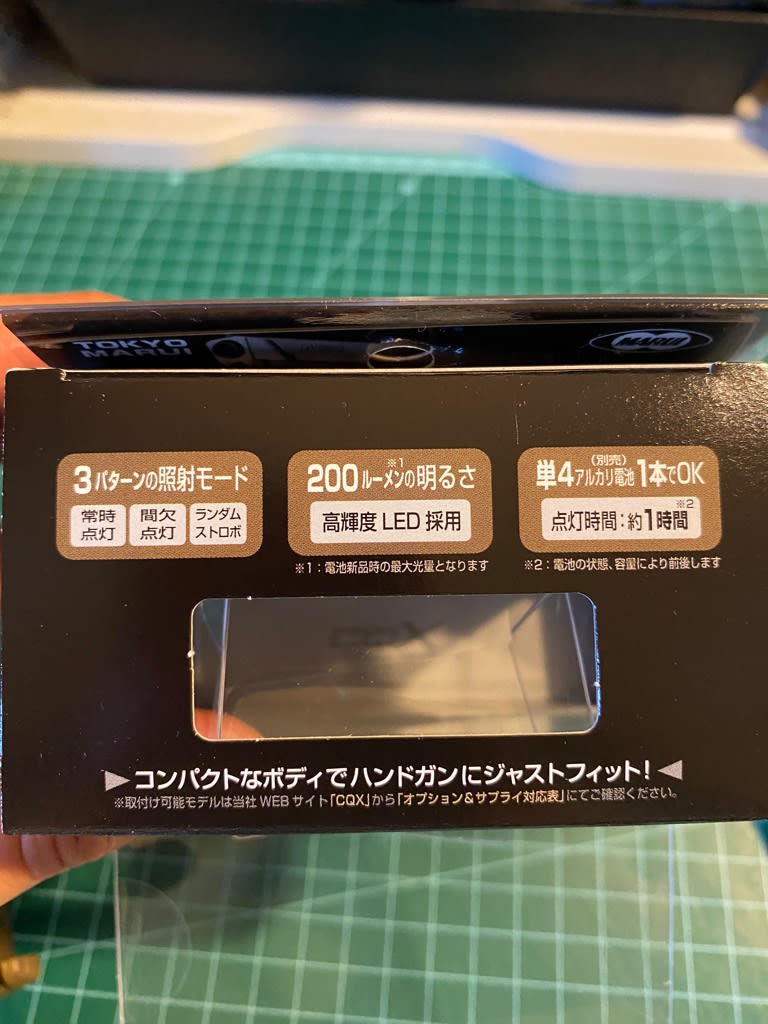 TOKYO
MARUI
MARUI
3パターンの照射モード
常時
点灯
間欠
点灯
ランダム
ストロボ
200ルーメン※1の明るさ
高輝度 LED 採用
※1：電池新品時の最大光量となります
単4アルカリ電池(別売)1本でOK
点灯時間：約1時間※2
※2：電池の状態、容量により前後します
▶コンパクトなボディでハンドガンにジャストフィット！◀
※取付け可能モデルは当社 WEB サイト「CQX」から「オプション＆サプライ対応表」にてご確認ください。